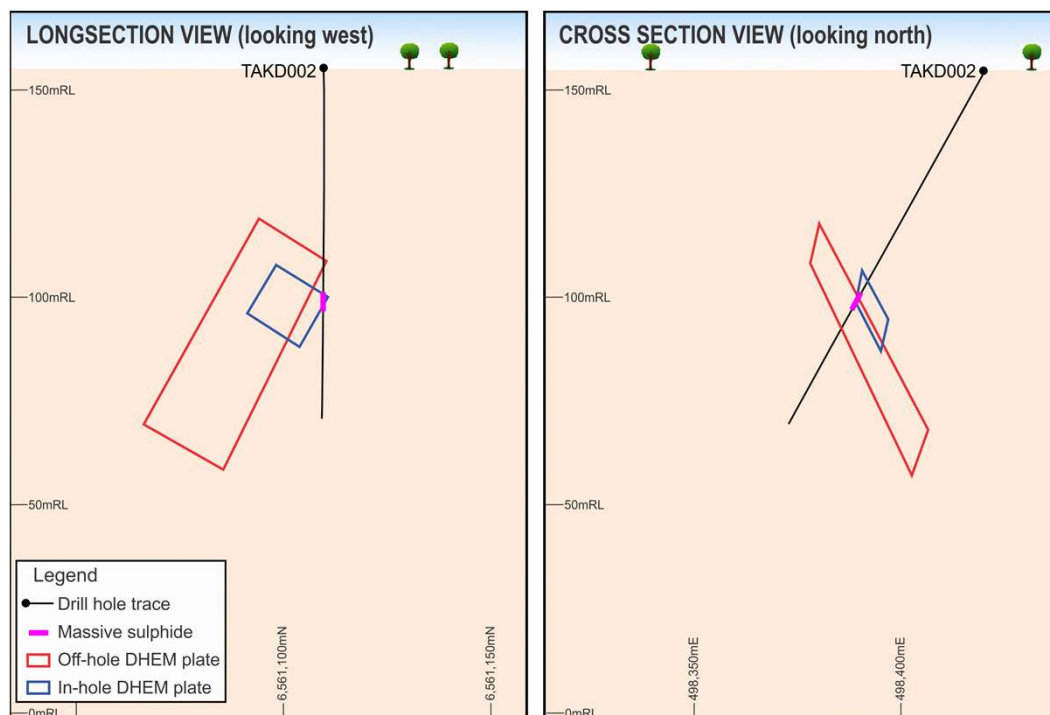 LONGSECTION VIEW (looking west)
TAKD002
150mRL
100mRL
50mRL
Legend
Drill hole trace
Massive sulphide
Off-hole DHEM plate
In-hole DHEM plate
6,561,100mN
6,561,150mN
0mRL
CROSS SECTION VIEW (looking north)
TAKD002
150mRL
100mRL
50mRL
498,350mE
498,400mE
0mRL